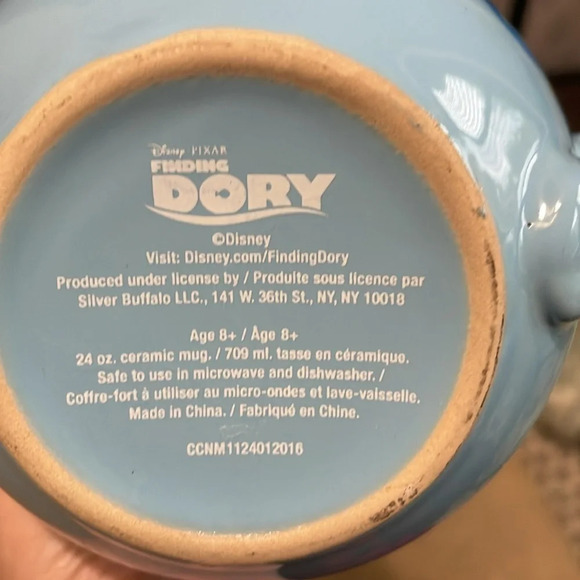 Disney PIXAR
FINDING
DORY
©Disney
Visit: Disney.com/FindingDory
Produced under license by / Produite sous licence par
Silver Buffalo LLC., 141 W. 36th St., NY, NY 10018
Age 8+ / Âge 8+
24 oz. ceramic mug. / 709 ml. tasse en céramique.
Safe to use in microwave and dishwasher. /
Coffre-fort à utiliser au micro-ondes et lave-vaisselle.
Made in China. / Fabriqué en Chine.
CCNM1124012016